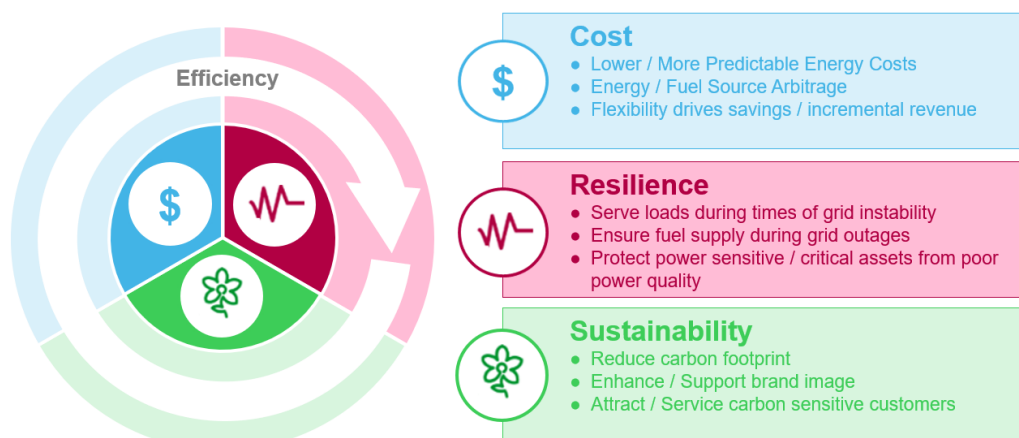 Efficiency
$
$
Cost
● Lower / More Predictable Energy Costs
● Energy / Fuel Source Arbitrage
● Flexibility drives savings / incremental revenue
Resilience
● Serve loads during times of grid instability
● Ensure fuel supply during grid outages
● Protect power sensitive / critical assets from poor
power quality
Sustainability
● Reduce carbon footprint
● Enhance / Support brand image
● Attract / Service carbon sensitive customers